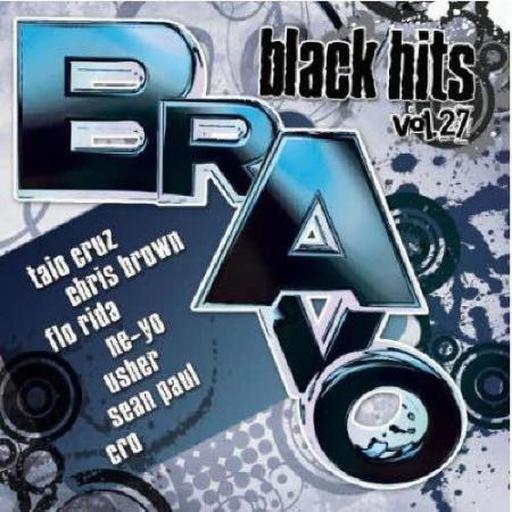 BRAVO
black hits
vol.27
taio cruz
chris brown
flo rida
ne-yo
usher
sean paul
cro